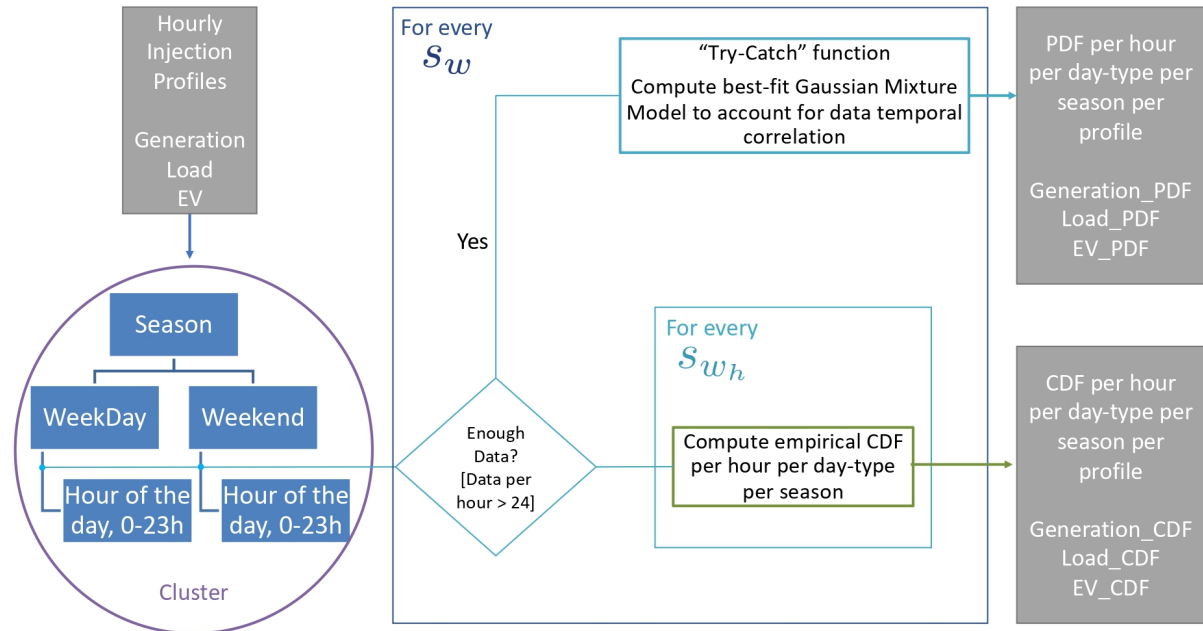 Hourly
Injection
Profiles
Generation
Load
EV
Season
WeekDay
Weekend
Hour of the
day, 0-23h
Hour of the
day, 0-23h
Cluster
For every
s_w
"Try-Catch" function
Compute best-fit Gaussian Mixture
Model to account for data temporal
correlation
Yes
Enough
Data?
[Data per
hour > 24]
For every
s_{w_h}
Compute empirical CDF
per hour per day-type
per season
PDF per hour
per day-type per
season per
profile
Generation_PDF
Load_PDF
EV_PDF
CDF per hour
per day-type per
season per
profile
Generation_CDF
Load_CDF
EV_CDF